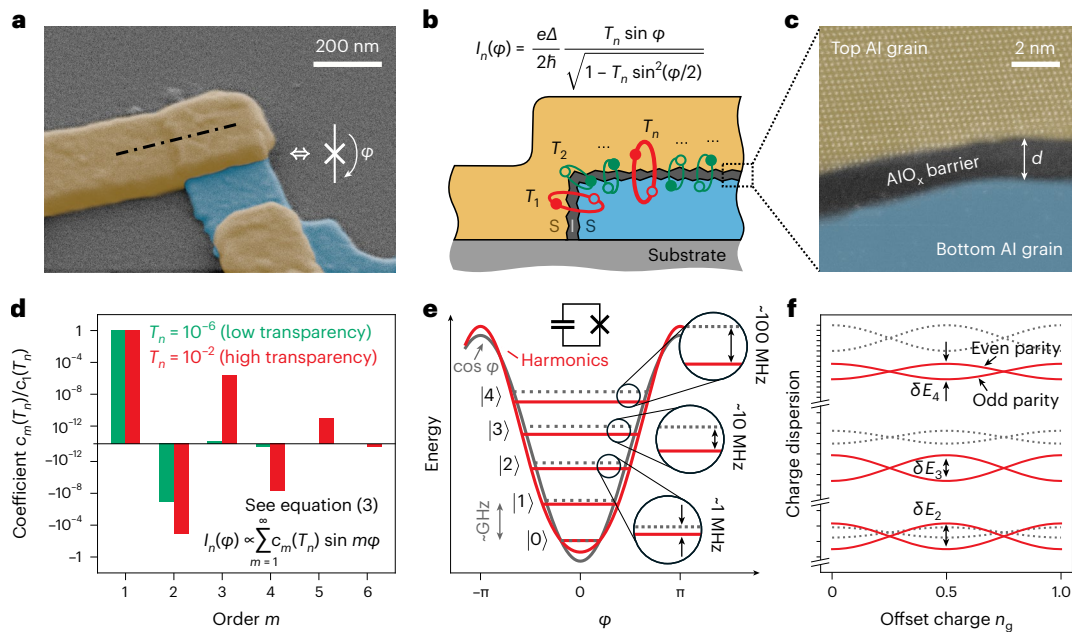 a
200 nm
⇔
φ
b
I_n(φ) = eΔ/2ħ T_n sin φ/√(1 − T_n sin²(φ/2))
T_2
...
T_n
...
T_1
S I S
Substrate
c
Top Al grain
2 nm
AlO_x barrier
d
Bottom Al grain
d
Coefficient c_m(T_n)/c_1(T_n)
1
10⁻⁴
10⁻⁸
10⁻¹²
−10⁻¹²
−10⁻⁸
−10⁻⁴
−1
T_n = 10⁻⁶ (low transparency)
T_n = 10⁻² (high transparency)
See equation (3)
I_n(φ) ∝ ∑_{m = 1}^{∞} c_m(T_n) sin mφ
1 2 3 4 5 6
Order m
e
Energy
cos φ
Harmonics
|4⟩
|3⟩
|2⟩
|1⟩
|0⟩
~GHz
~100 MHz
~10 MHz
~1 MHz
−π 0 π
φ
f
Charge dispersion
Even parity
δE_4
Odd parity
δE_3
δE_2
0 0.5 1.0
Offset charge n_g